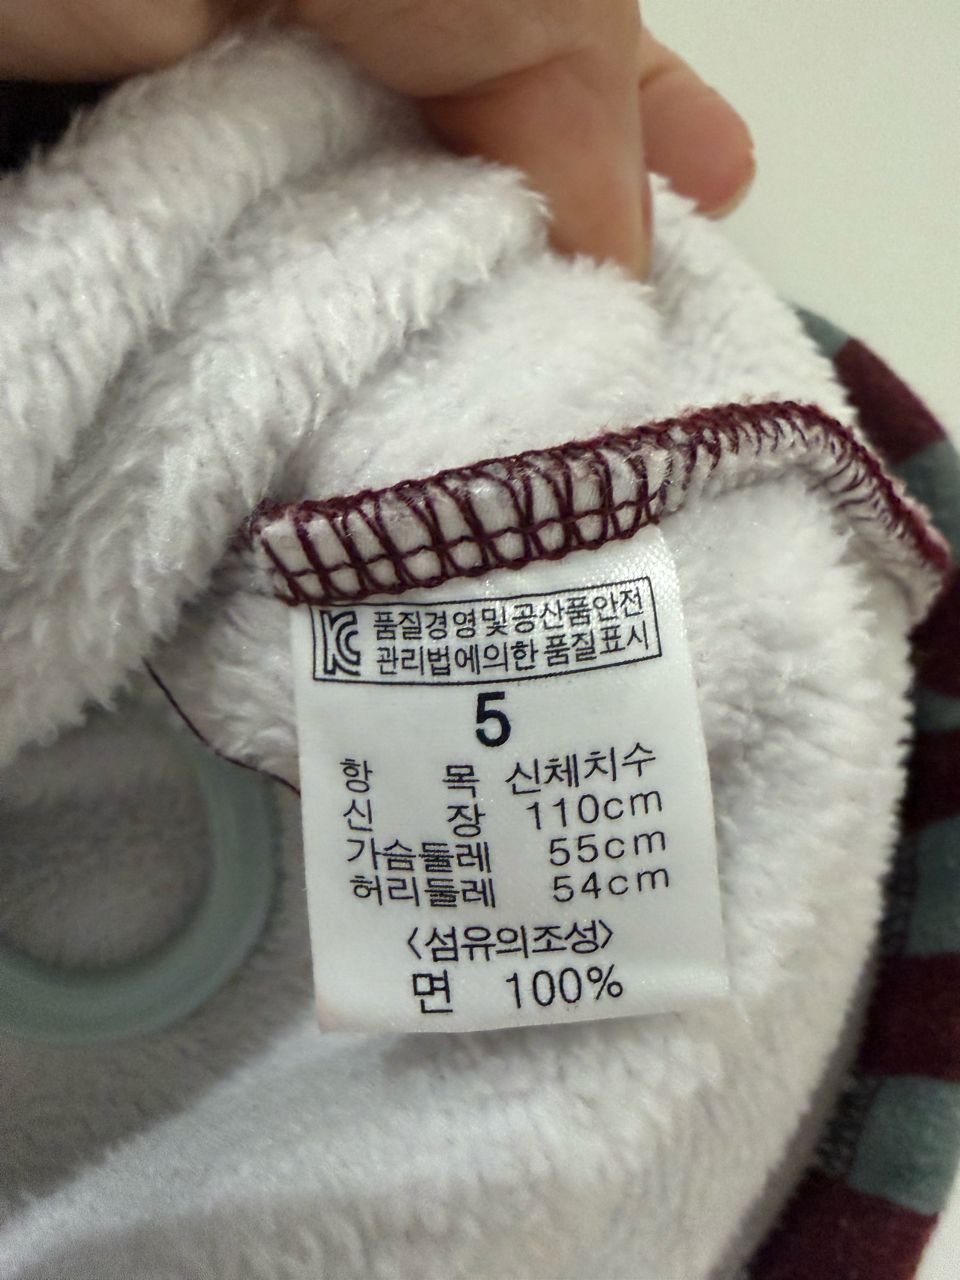 KC 품질경영및공산품안전
관리법에의한품질표시
5
항 목 신체치수
신 장 110cm
가슴둘레 55cm
허리둘레 54cm
<섬유의조성>
면 100%